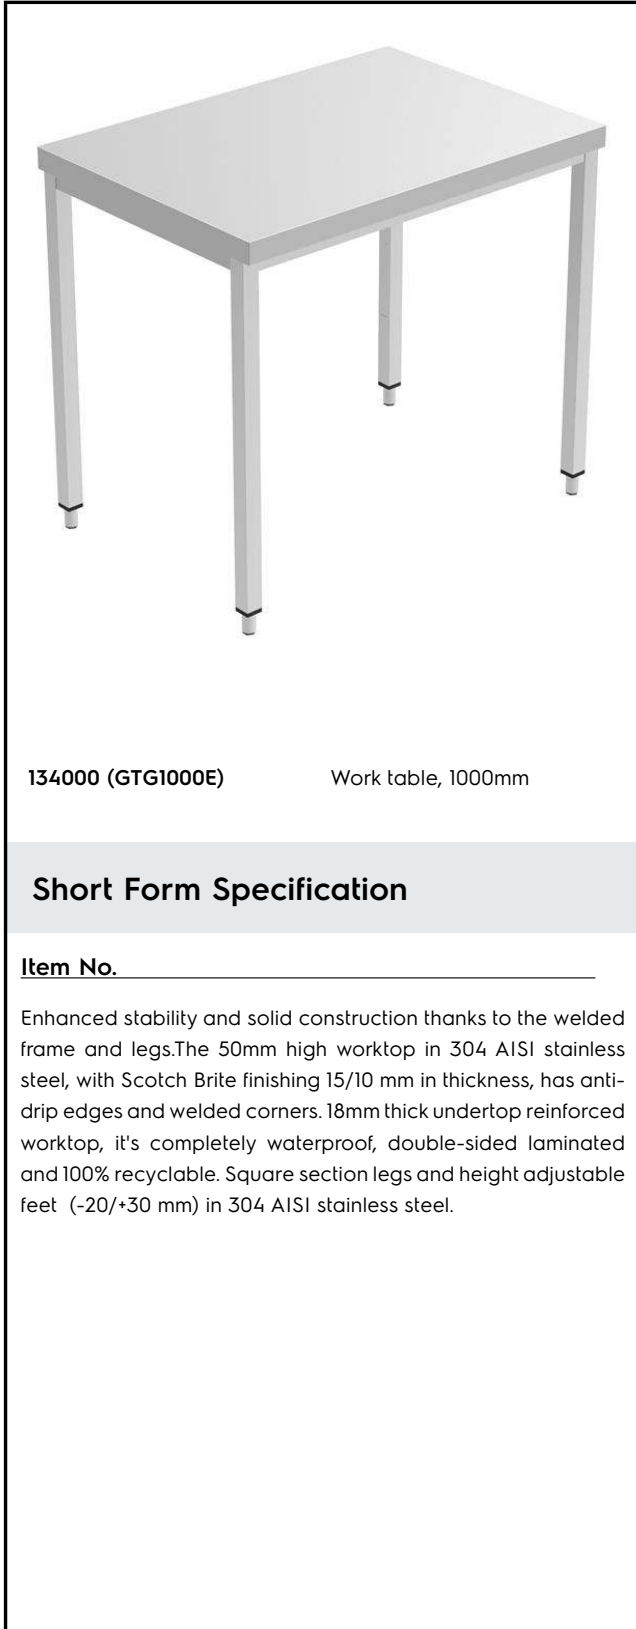 134000 (GTG1000E) Work table, 1000mm
Short Form Specification
Item No.
Enhanced stability and solid construction thanks to the welded
frame and legs.The 50mm high worktop in 304 AISI stainless
steel, with Scotch Brite finishing 15/10 mm in thickness, has anti-
drip edges and welded corners. 18mm thick undertop reinforced
worktop, it's completely waterproof, double-sided laminated
and 100% recyclable. Square section legs and height adjustable
feet (-20/+30 mm) in 304 AISI stainless steel.